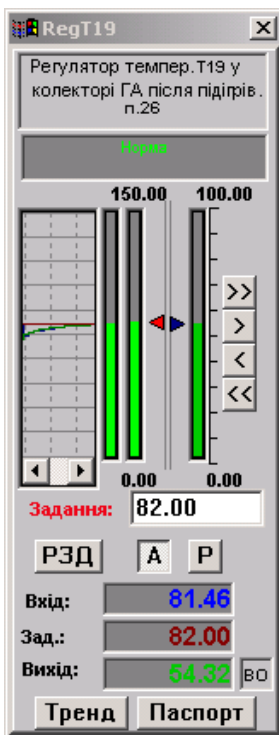 RegT19
Регулятор темпер.Т19 у
колекторі ГА після підігрів.
п.26
Норма
150.00 100.00
>>
>
<
<<
0.00 0.00
Задання: 82.00
РЗД А Р
Вхід: 81.46
Зад.: 82.00
Вихід: 54.32 ВО
Тренд Паспорт